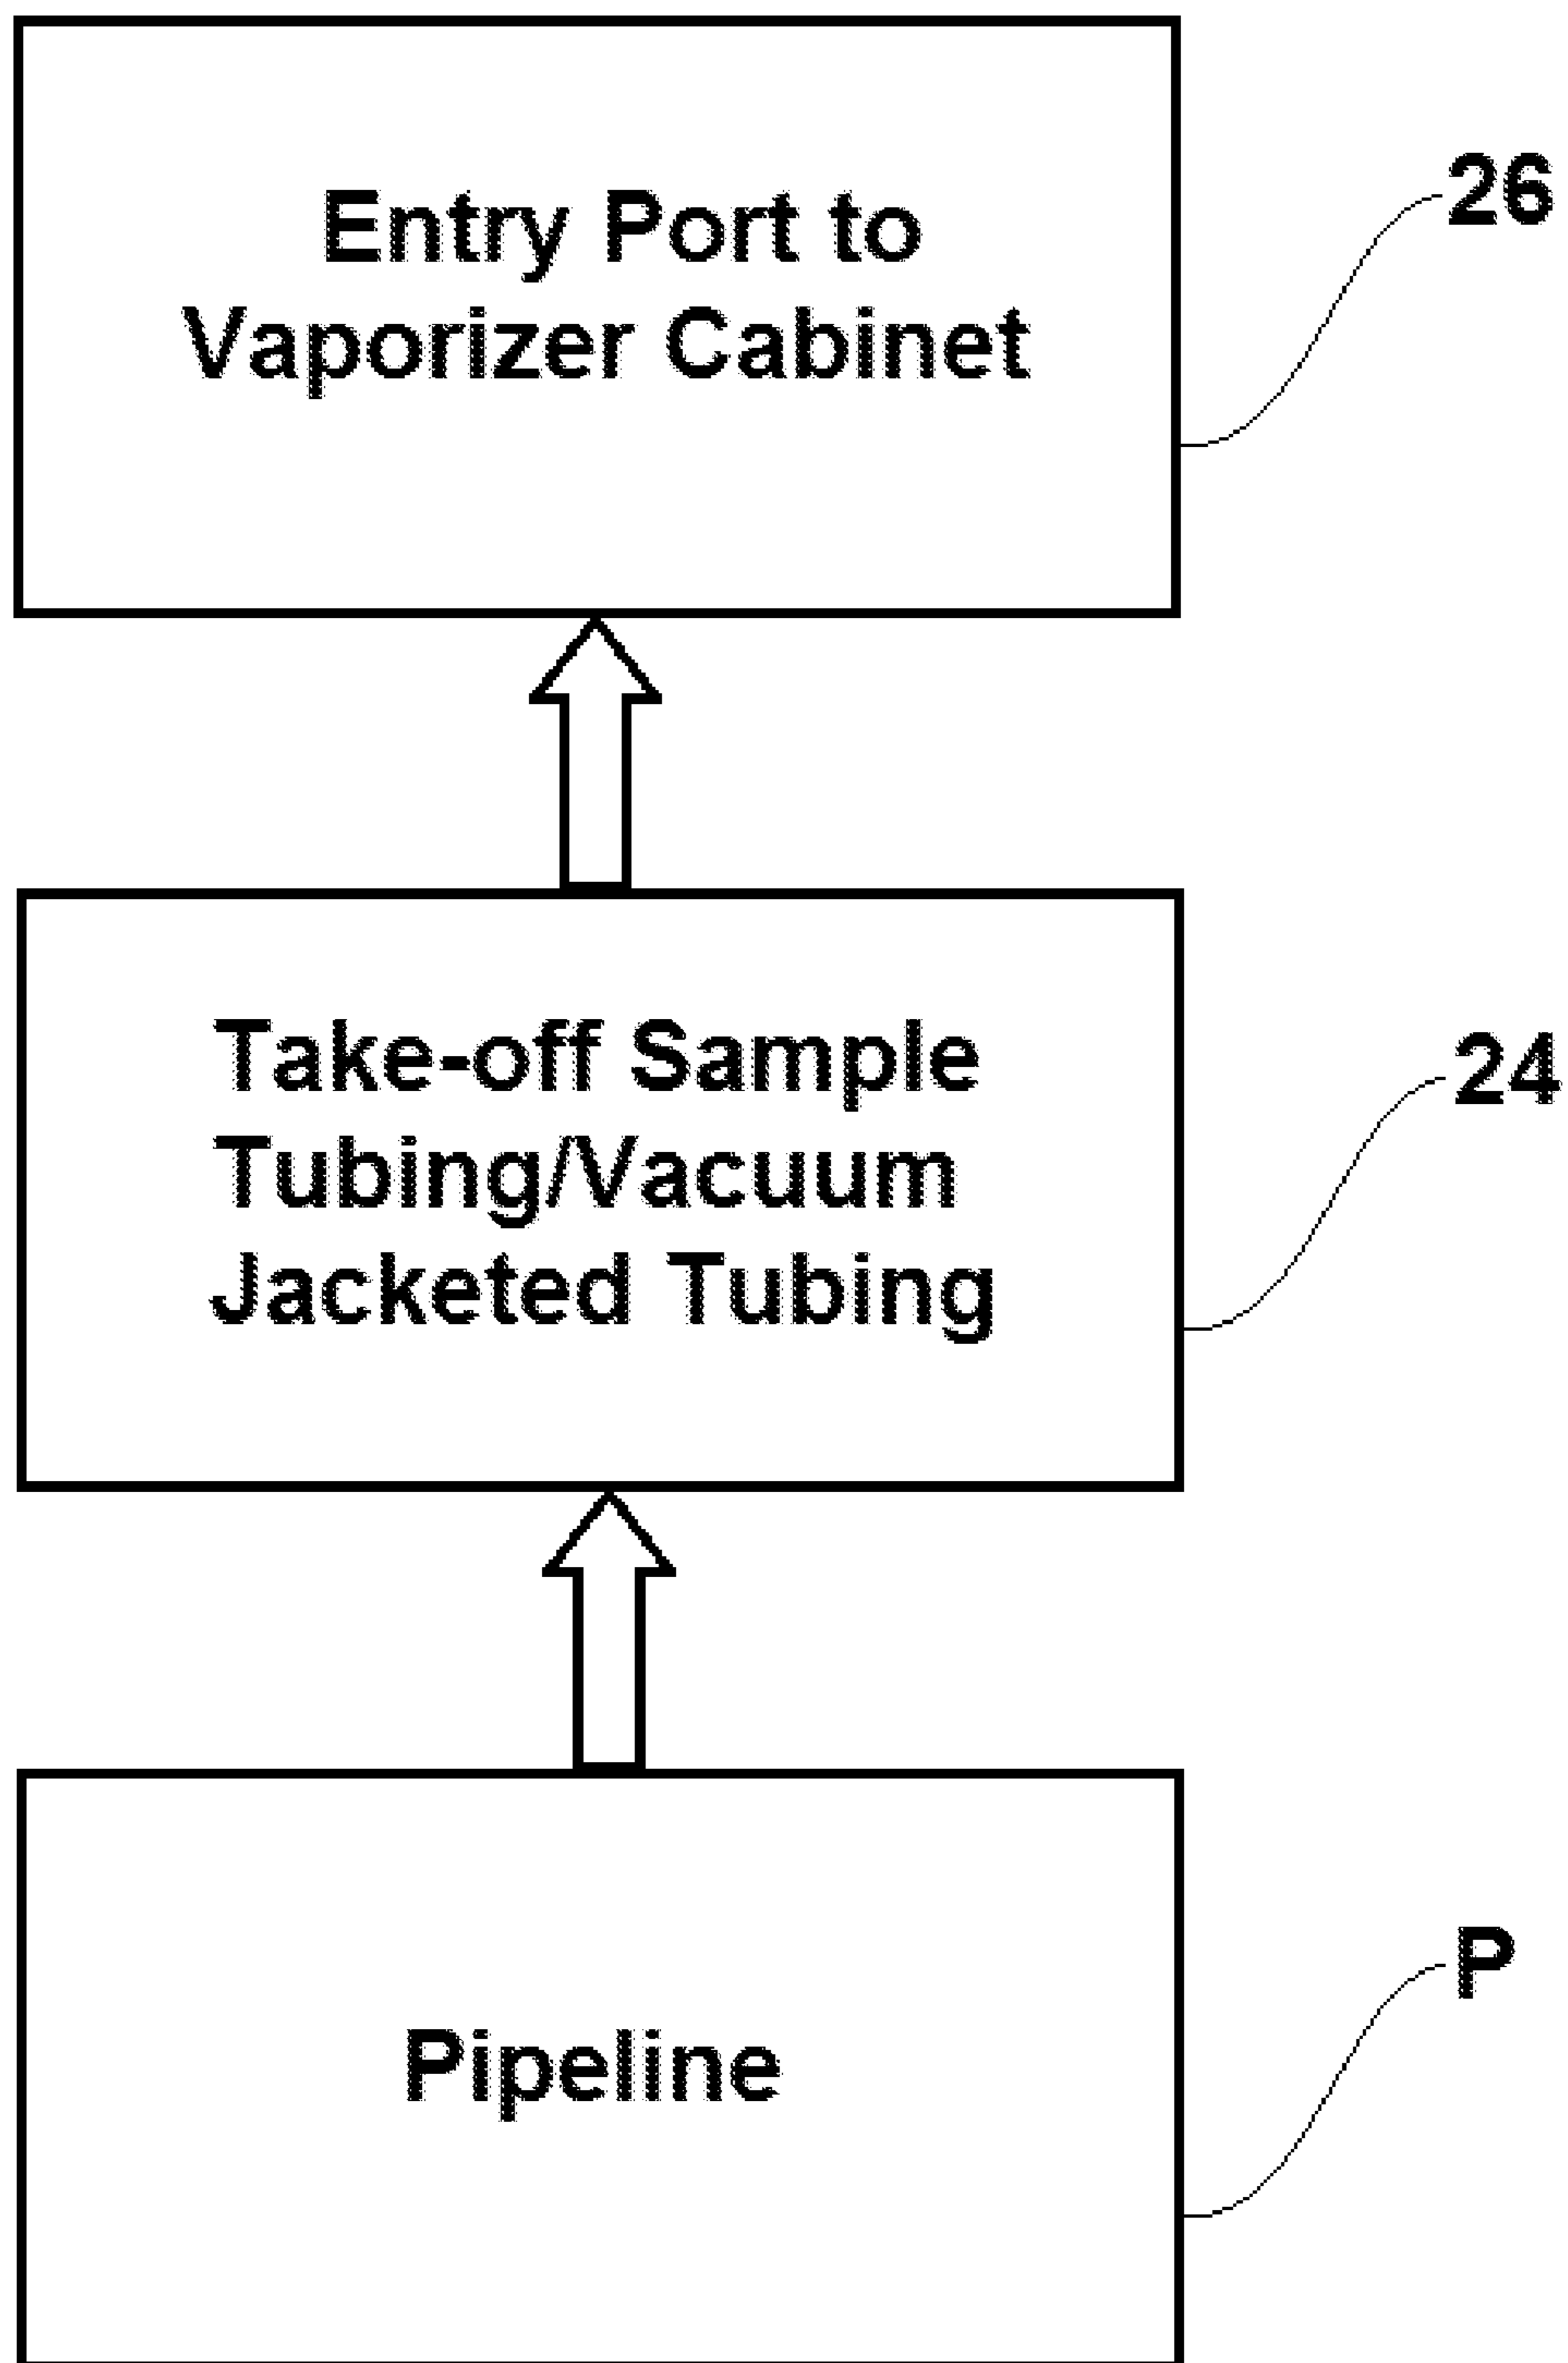 Entry Port to
Vaporizer Cabinet
26
Take-off Sample
Tubing/Vacuum
Jacketed Tubing
24
Pipeline
P